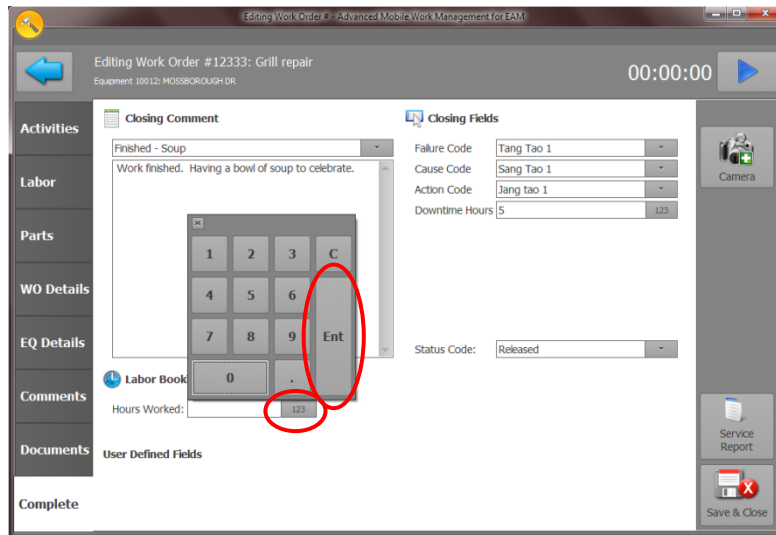 Editing Work Order # - Advanced Mobile Work Management for EAM
Editing Work Order #12333: Grill repair
Equipment 10012: MOSSBOROUGH DR
00:00:00
Activities
Labor
Parts
WO Details
EQ Details
Comments
Documents
Complete
Closing Comment
Finished - Soup
Work finished. Having a bowl of soup to celebrate.
1 2 3 C
4 5 6
7 8 9 Ent
0 .
Labor Book
Hours Worked: 123
User Defined Fields
Closing Fields
Failure Code Tang Tao 1
Cause Code Sang Tao 1
Action Code Jang tao 1
Downtime Hours 5 123
Status Code: Released
Camera
Service
Report
Save & Close